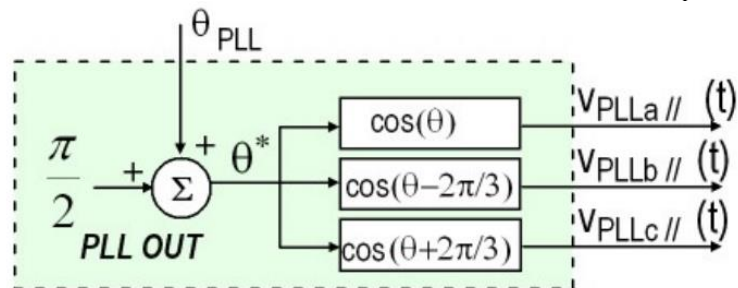 θ PLL
π
2
+
+
Σ
θ*
PLL OUT
cos(θ)
cos(θ−2π/3)
cos(θ+2π/3)
vPLLa // (t)
vPLLb // (t)
vPLLc // (t)